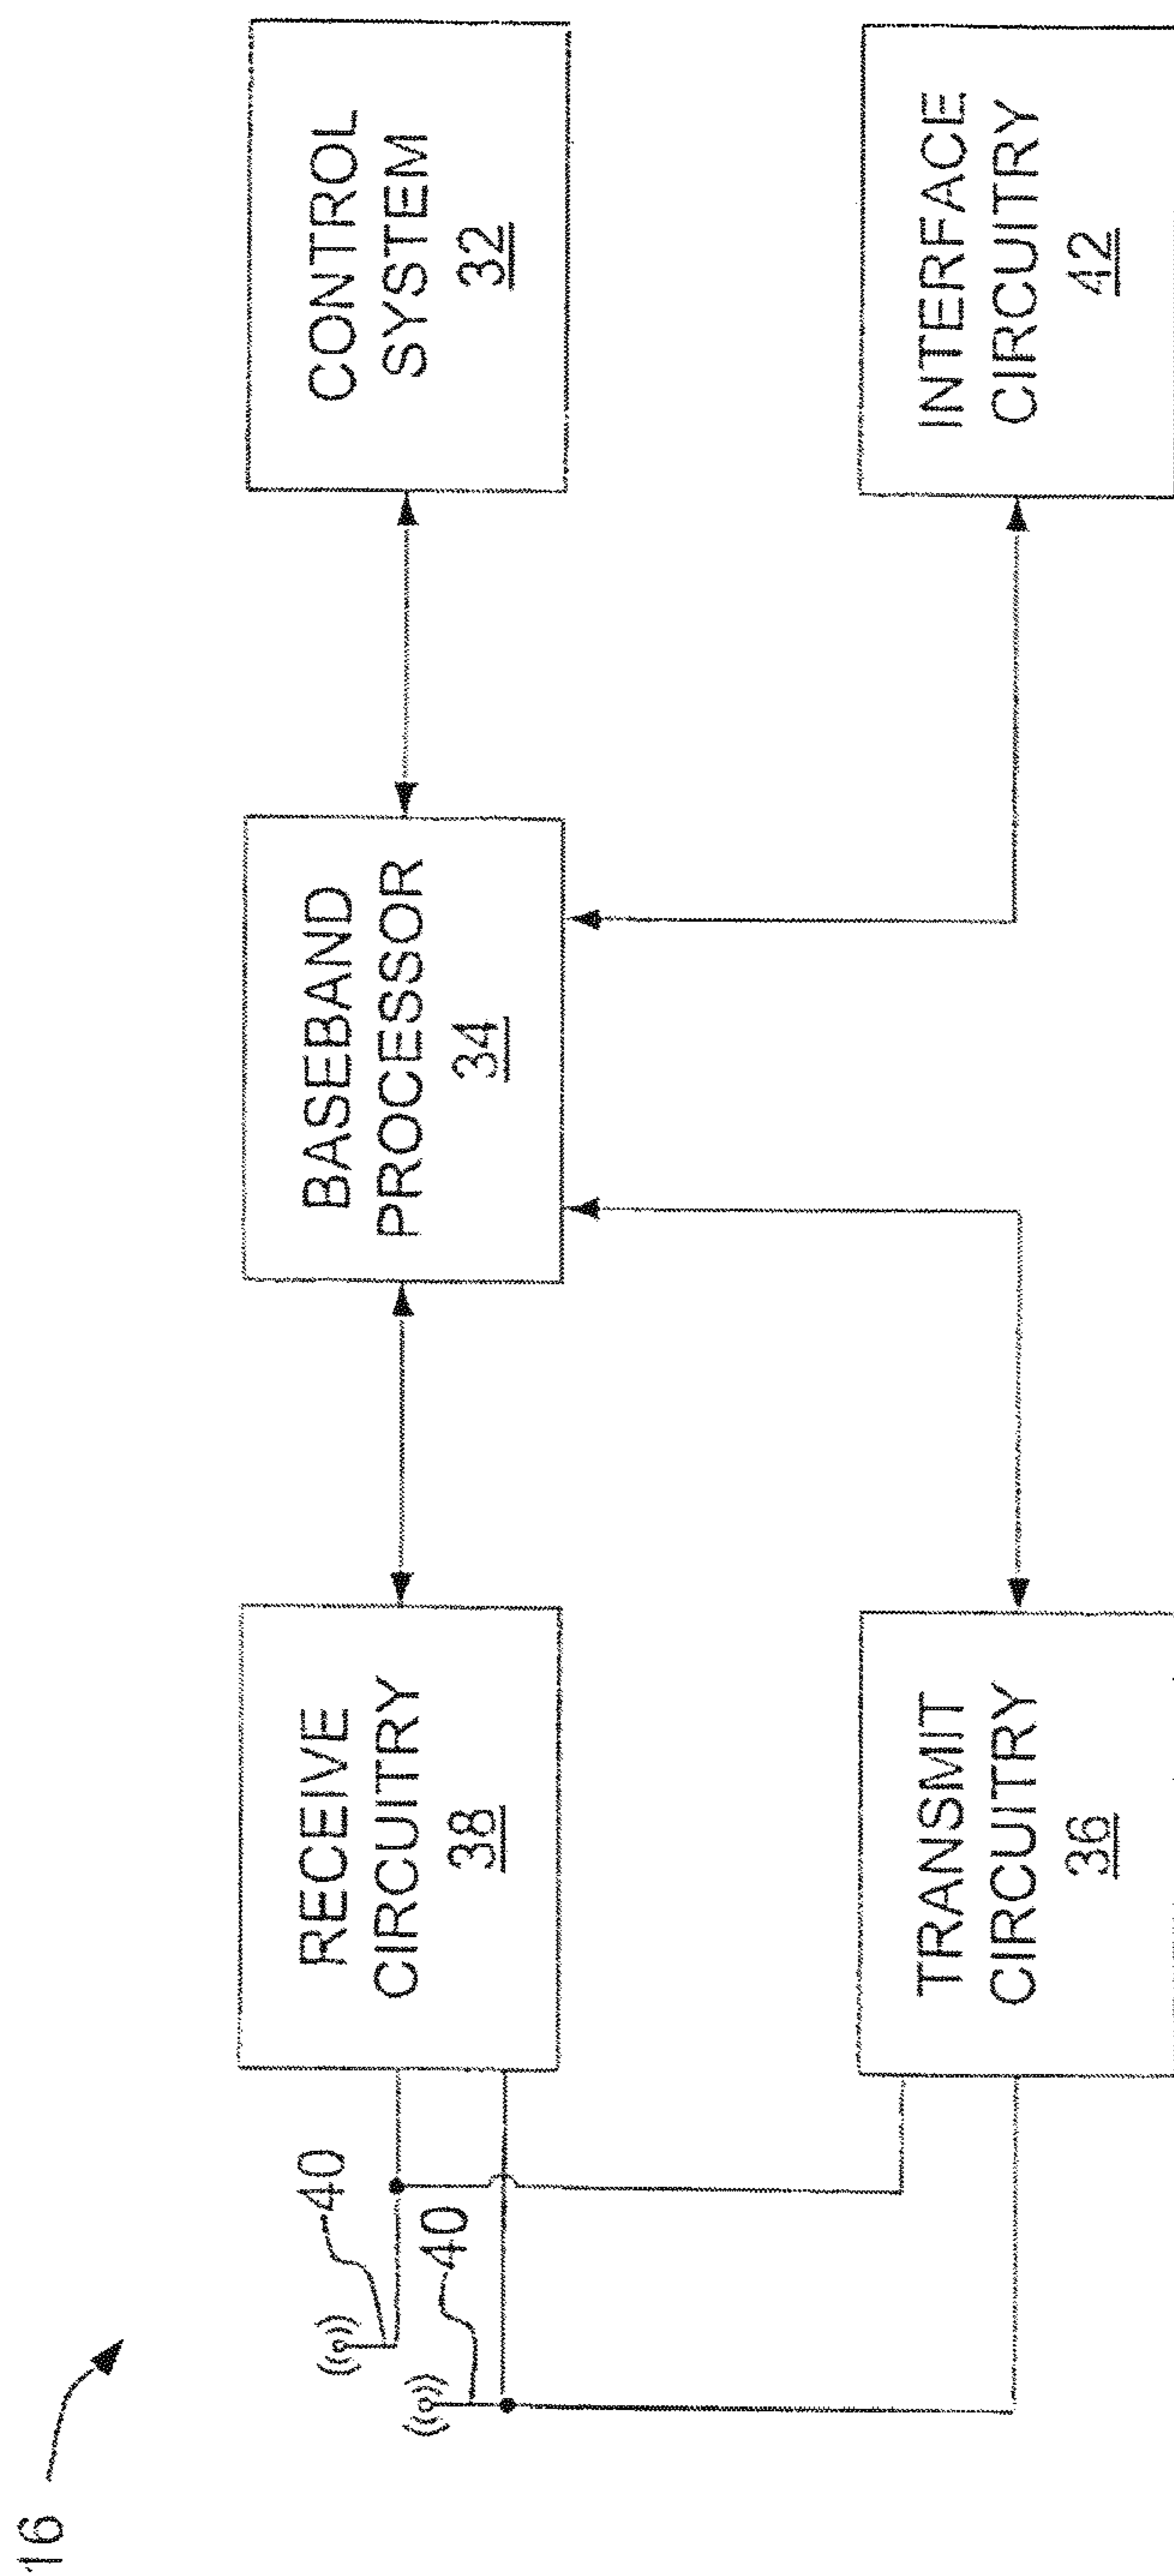 16
40
40
RECEIVE
CIRCUITRY
38
BASEBAND
PROCESSOR
34
CONTROL
SYSTEM
32
TRANSMIT
CIRCUITRY
36
INTERFACE
CIRCUITRY
42